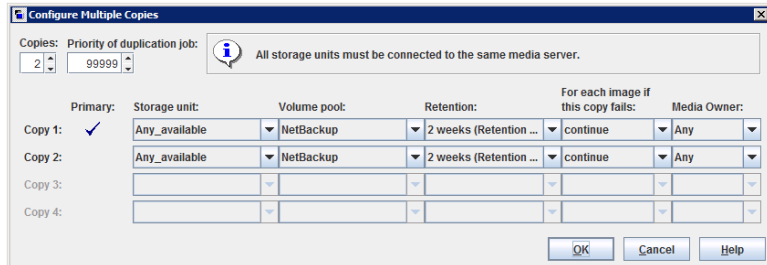 Configure Multiple Copies
Copies: Priority of duplication job:
2 99999
All storage units must be connected to the same media server.
For each image if
Primary: Storage unit: Volume pool: Retention: this copy fails: Media Owner:
Copy 1: Any_available NetBackup 2 weeks (Retention ... continue Any
Copy 2: Any_available NetBackup 2 weeks (Retention ... continue Any
Copy 3:
Copy 4:
OK Cancel Help